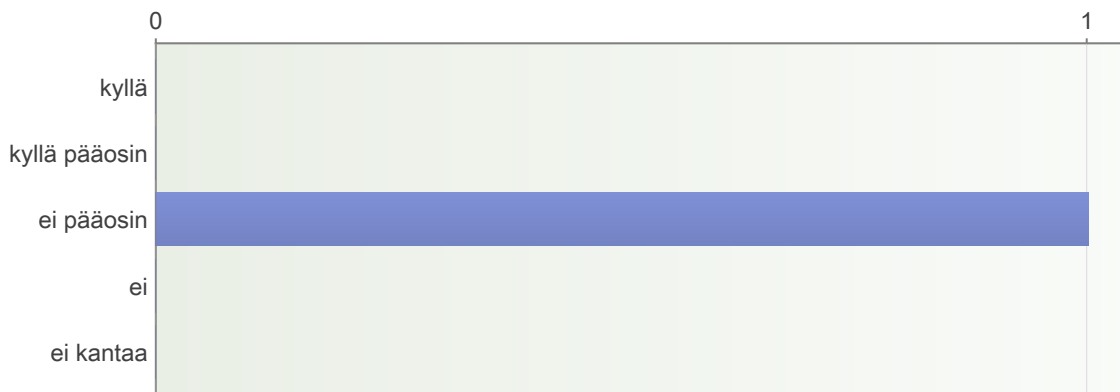 0 1
kyllä
kyllä pääosin
ei pääosin
ei
ei kantaa